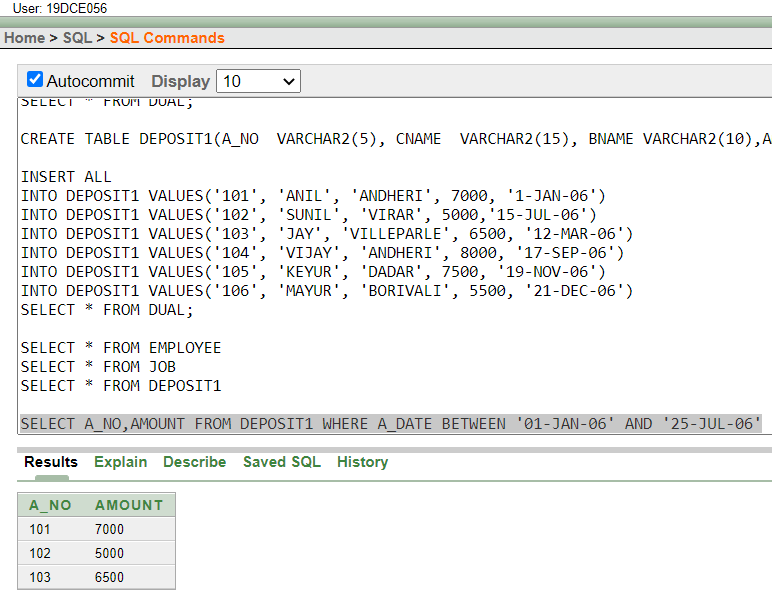 User: 19DCE056
Home > SQL > SQL Commands
Autocommit Display 10
SELECT * FROM DUAL;
CREATE TABLE DEPOSIT1(A_NO  VARCHAR2(5), CNAME  VARCHAR2(15), BNAME VARCHAR2(10),A
INSERT ALL
INTO DEPOSIT1 VALUES('101', 'ANIL', 'ANDHERI', 7000, '1-JAN-06')
INTO DEPOSIT1 VALUES('102', 'SUNIL', 'VIRAR', 5000,'15-JUL-06')
INTO DEPOSIT1 VALUES('103', 'JAY', 'VILLEPARLE', 6500, '12-MAR-06')
INTO DEPOSIT1 VALUES('104', 'VIJAY', 'ANDHERI', 8000, '17-SEP-06')
INTO DEPOSIT1 VALUES('105', 'KEYUR', 'DADAR', 7500, '19-NOV-06')
INTO DEPOSIT1 VALUES('106', 'MAYUR', 'BORIVALI', 5500, '21-DEC-06')
SELECT * FROM DUAL;
SELECT * FROM EMPLOYEE
SELECT * FROM JOB
SELECT * FROM DEPOSIT1
SELECT A_NO,AMOUNT FROM DEPOSIT1 WHERE A_DATE BETWEEN '01-JAN-06' AND '25-JUL-06'
Results Explain Describe Saved SQL History
A_NO AMOUNT
101 7000
102 5000
103 6500